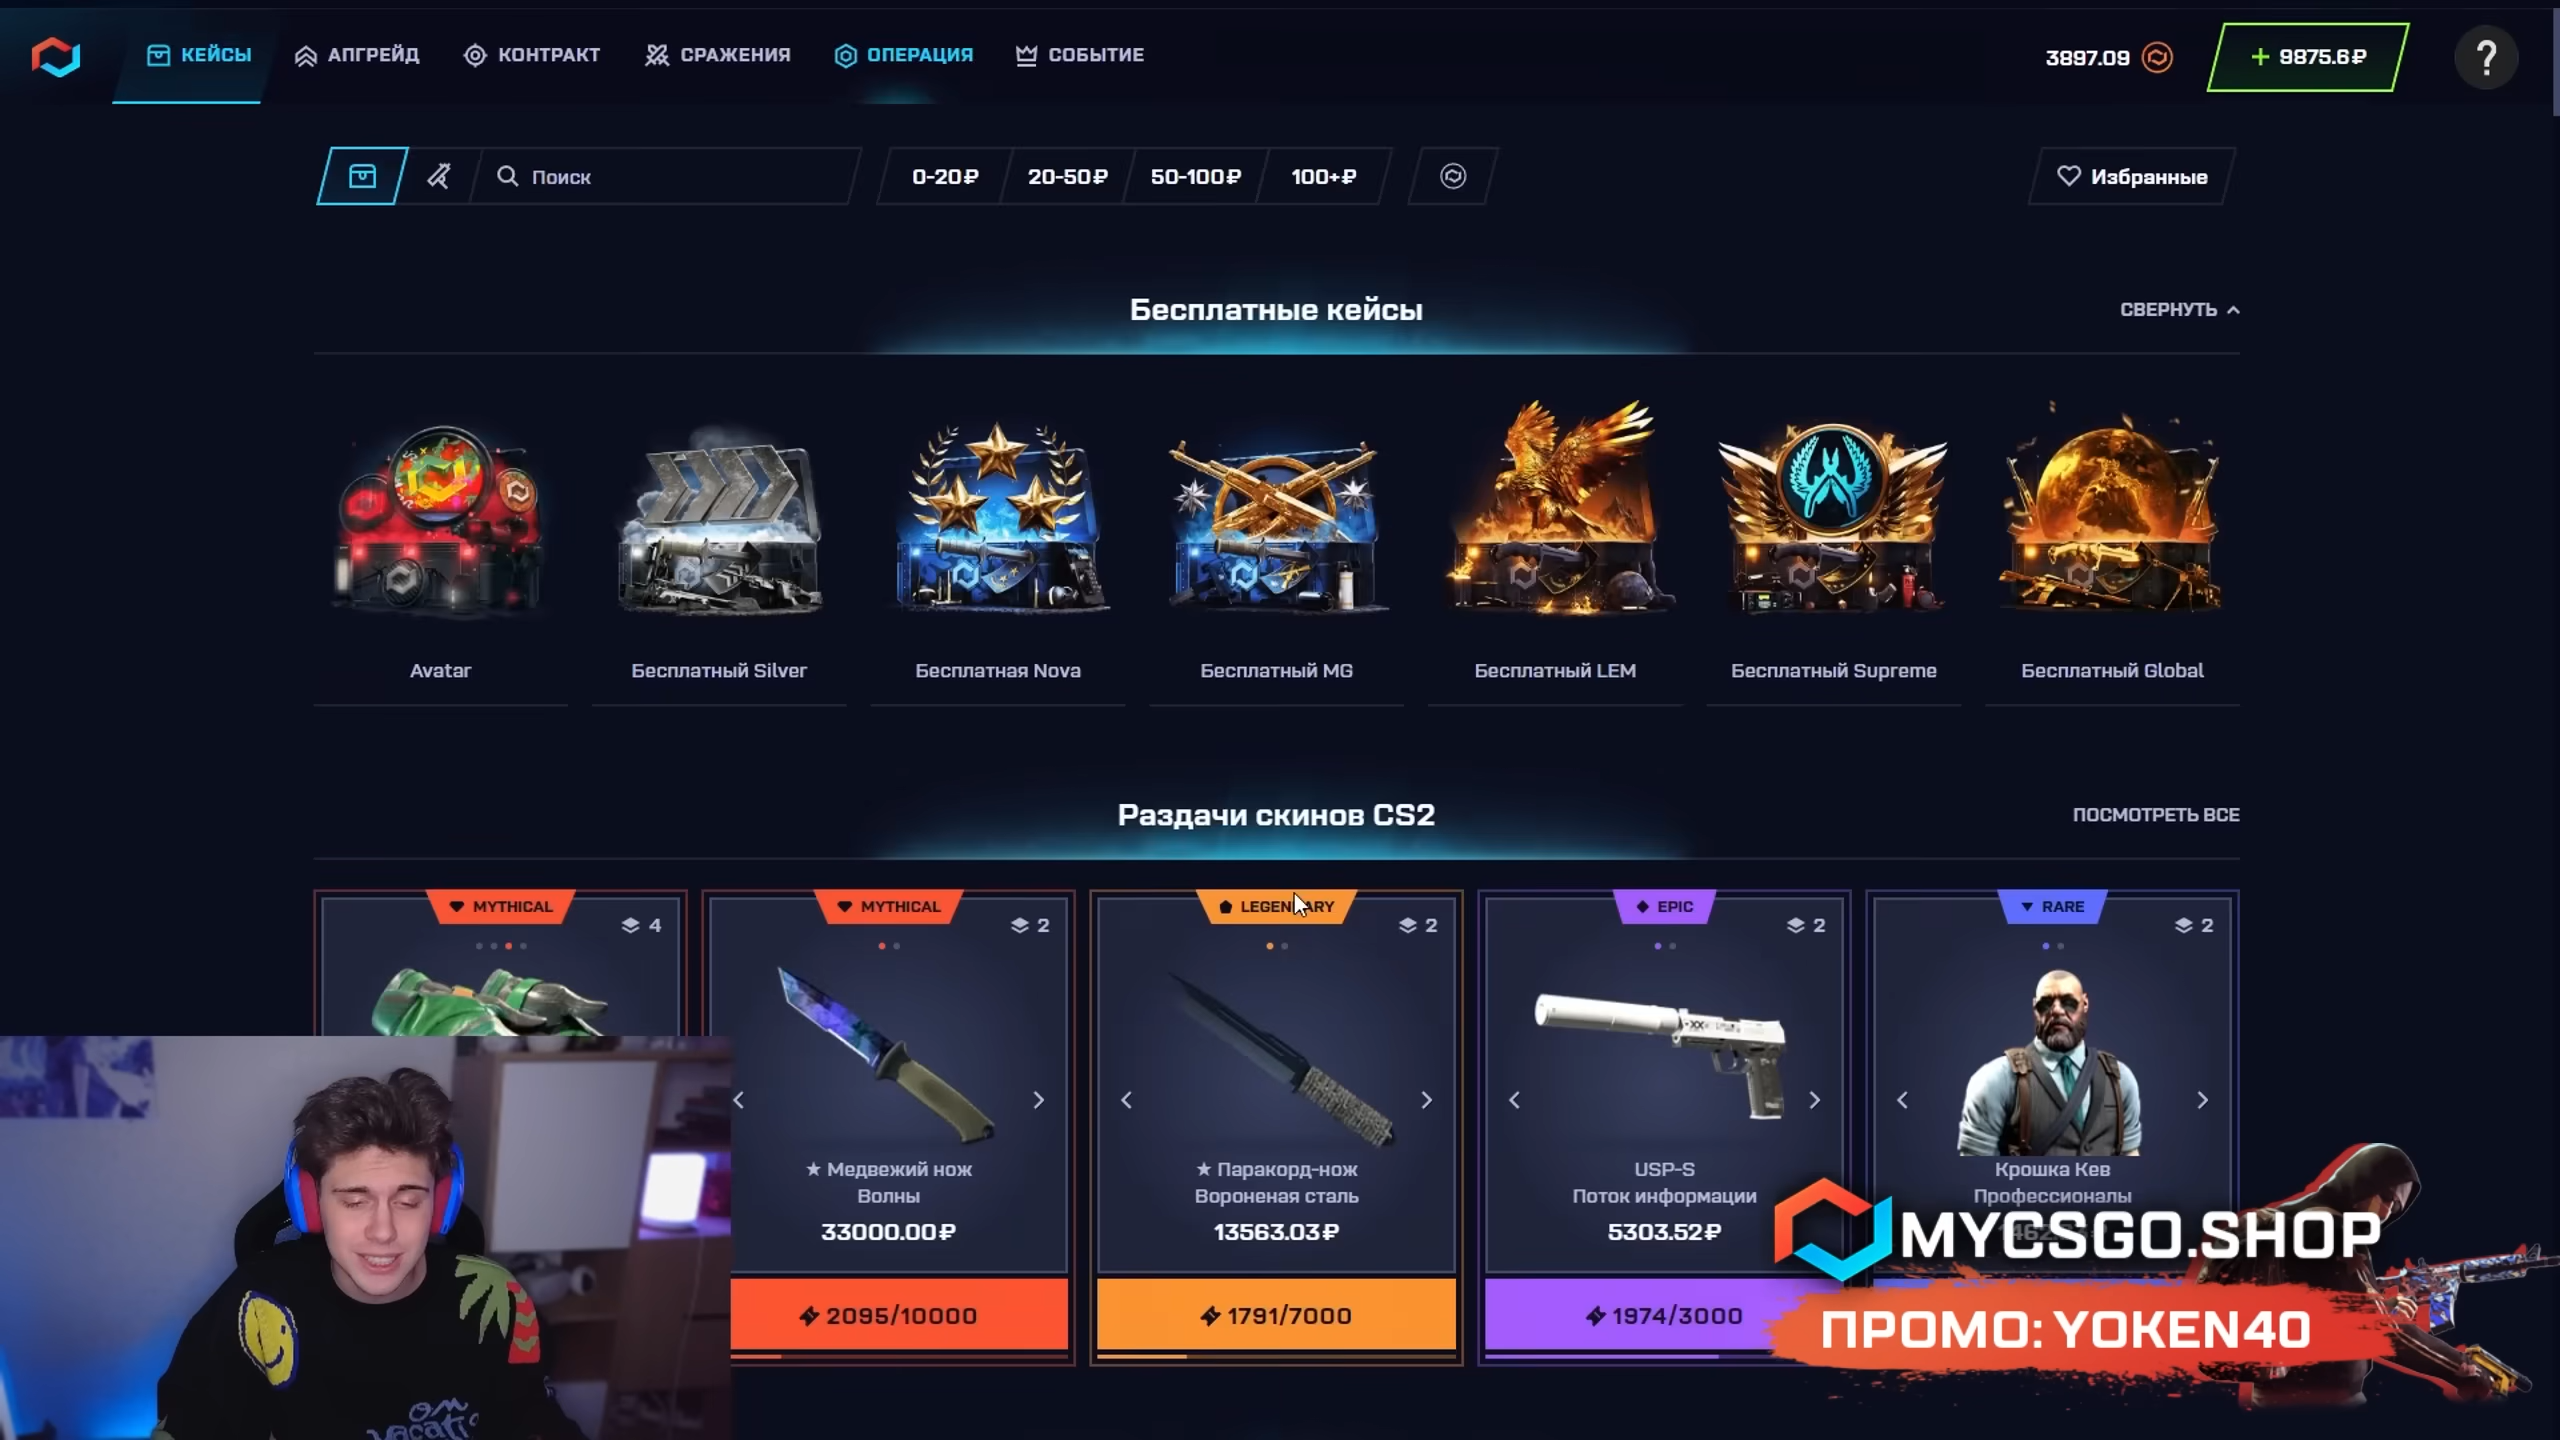 КЕЙСЫ
АПГРЕЙД
КОНТРАКТ
СРАЖЕНИЯ
ОПЕРАЦИЯ
СОБЫТИЕ
3897.09
+ 9875.6₽
?
Поиск
0-20₽
20-50₽
50-100₽
100+₽
Избранные
Бесплатные кейсы
СВЕРНУТЬ
Avatar
Бесплатный Silver
Бесплатная Nova
Бесплатный MG
Бесплатный LEM
Бесплатный Supreme
Бесплатный Global
Раздачи скинов CS2
ПОСМОТРЕТЬ ВСЕ
MYTHICAL
4
MYTHICAL
2
★ Медвежий нож
Волны
33000.00₽
2095/10000
LEGENDARY
2
★ Паракорд-нож
Вороненая сталь
13563.03₽
1791/7000
EPIC
2
USP-S
Поток информации
5303.52₽
1974/3000
RARE
2
Крошка Кев
Профессионалы
MYCSGO.SHOP
ПРОМО: YOKEN40